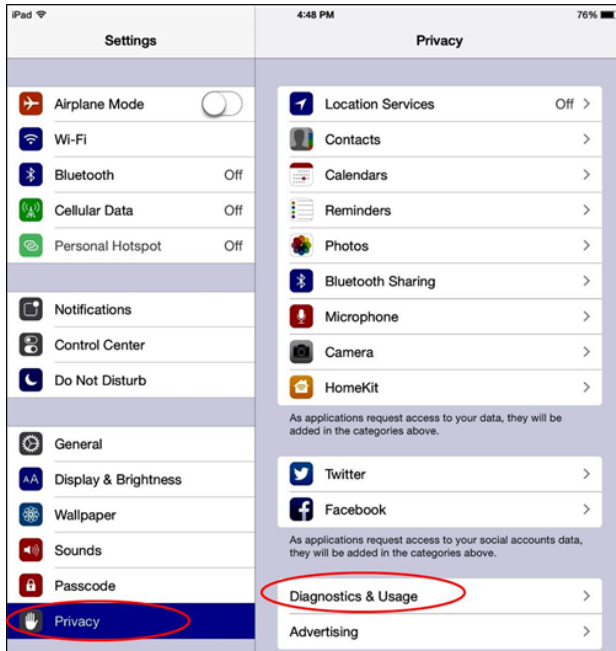 iPad
4:48 PM
76%
Settings
Airplane Mode
Wi-Fi
Bluetooth Off
Cellular Data Off
Personal Hotspot Off
Notifications
Control Center
Do Not Disturb
General
AA Display & Brightness
Wallpaper
Sounds
Passcode
Privacy
Privacy
Location Services Off
Contacts
Calendars
Reminders
Photos
Bluetooth Sharing
Microphone
Camera
HomeKit
As applications request access to your data, they will be
added in the categories above.
Twitter
Facebook
As applications request access to your social accounts data,
they will be added in the categories above.
Diagnostics & Usage
Advertising